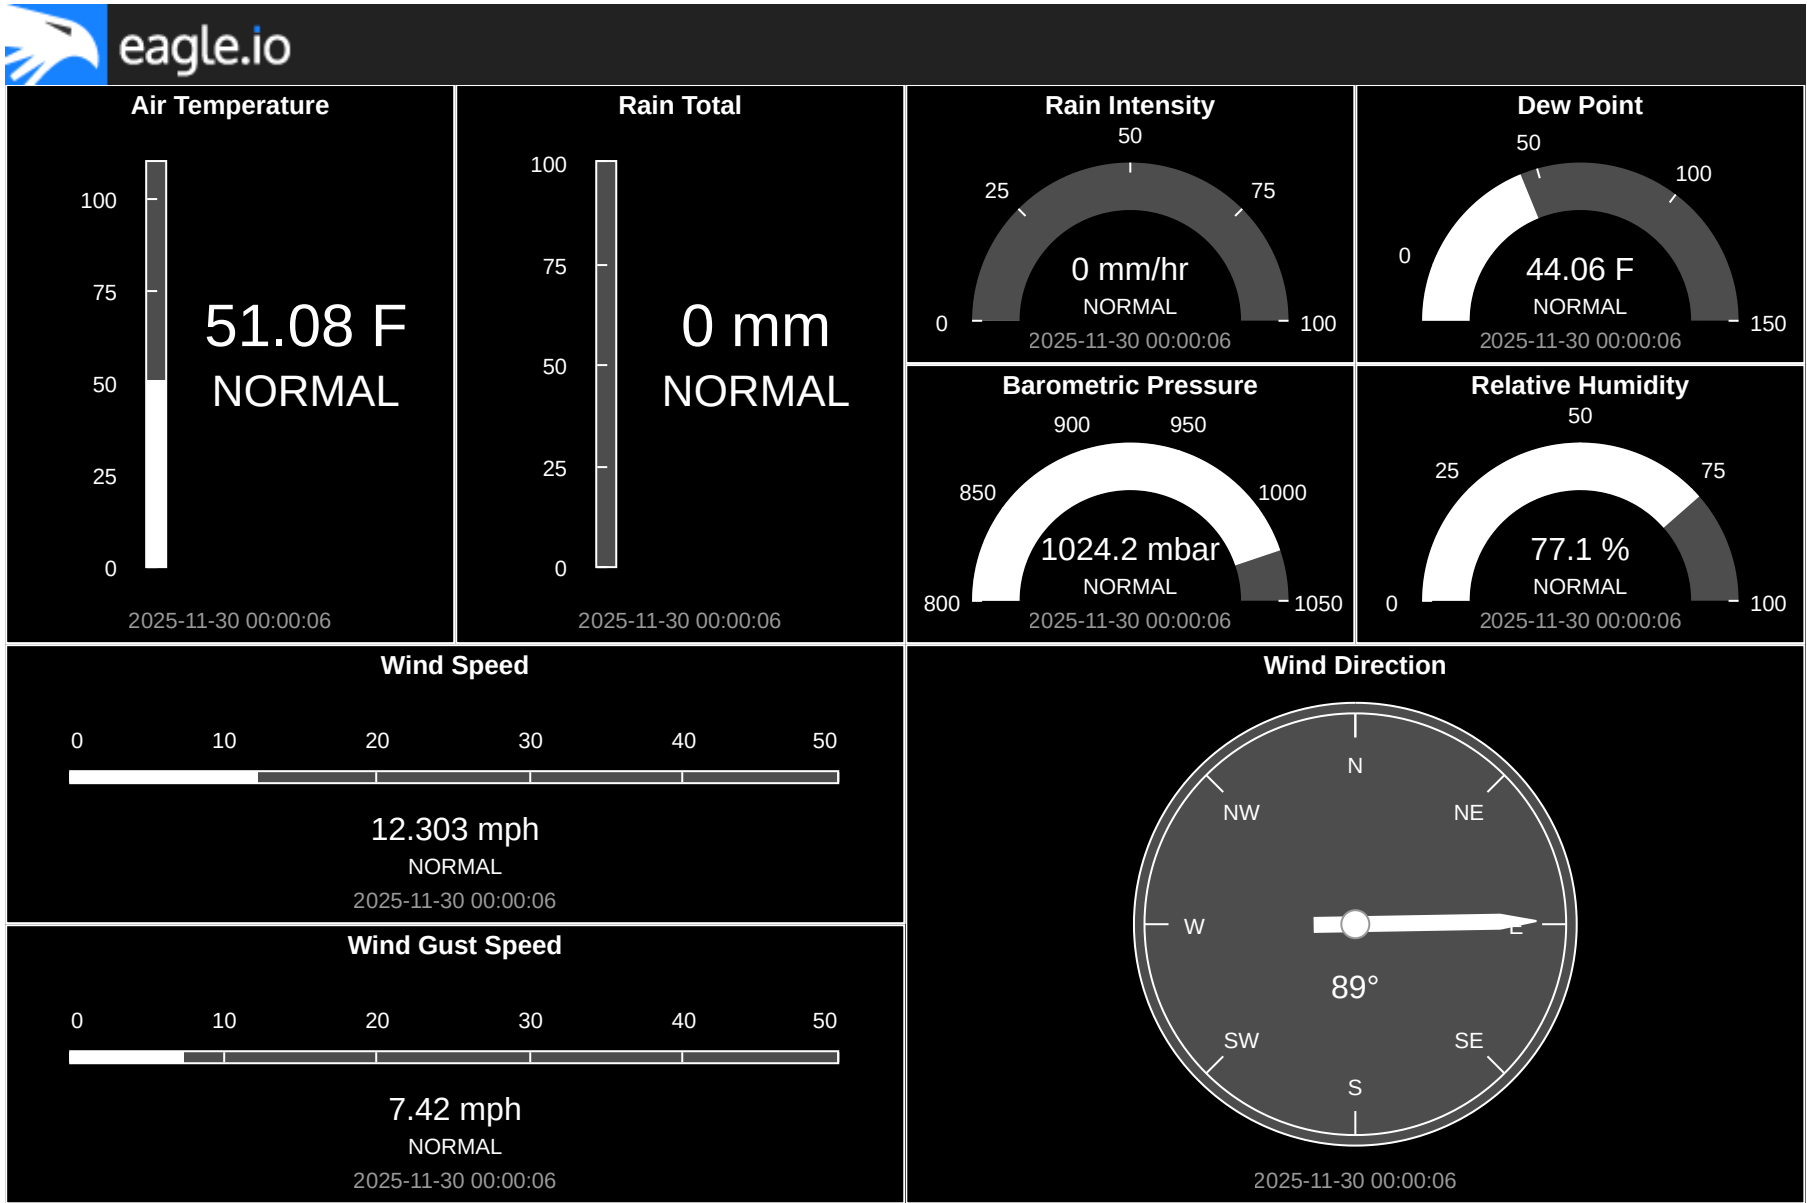 eagle.io
Air Temperature
100
75
50
25
0
51.08 F
NORMAL
2025-11-30 00:00:06
Rain Total
100
75
50
25
0
0 mm
NORMAL
2025-11-30 00:00:06
Rain Intensity
0
25
50
75
100
0 mm/hr
NORMAL
2025-11-30 00:00:06
Dew Point
0
50
100
150
44.06 F
NORMAL
2025-11-30 00:00:06
Barometric Pressure
800
850
900
950
1000
1050
1024.2 mbar
NORMAL
2025-11-30 00:00:06
Relative Humidity
0
25
50
75
100
77.1 %
NORMAL
2025-11-30 00:00:06
Wind Speed
0 10 20 30 40 50
12.303 mph
NORMAL
2025-11-30 00:00:06
Wind Gust Speed
0 10 20 30 40 50
7.42 mph
NORMAL
2025-11-30 00:00:06
Wind Direction
N
NW NE
W E
89°
SW SE
S
2025-11-30 00:00:06